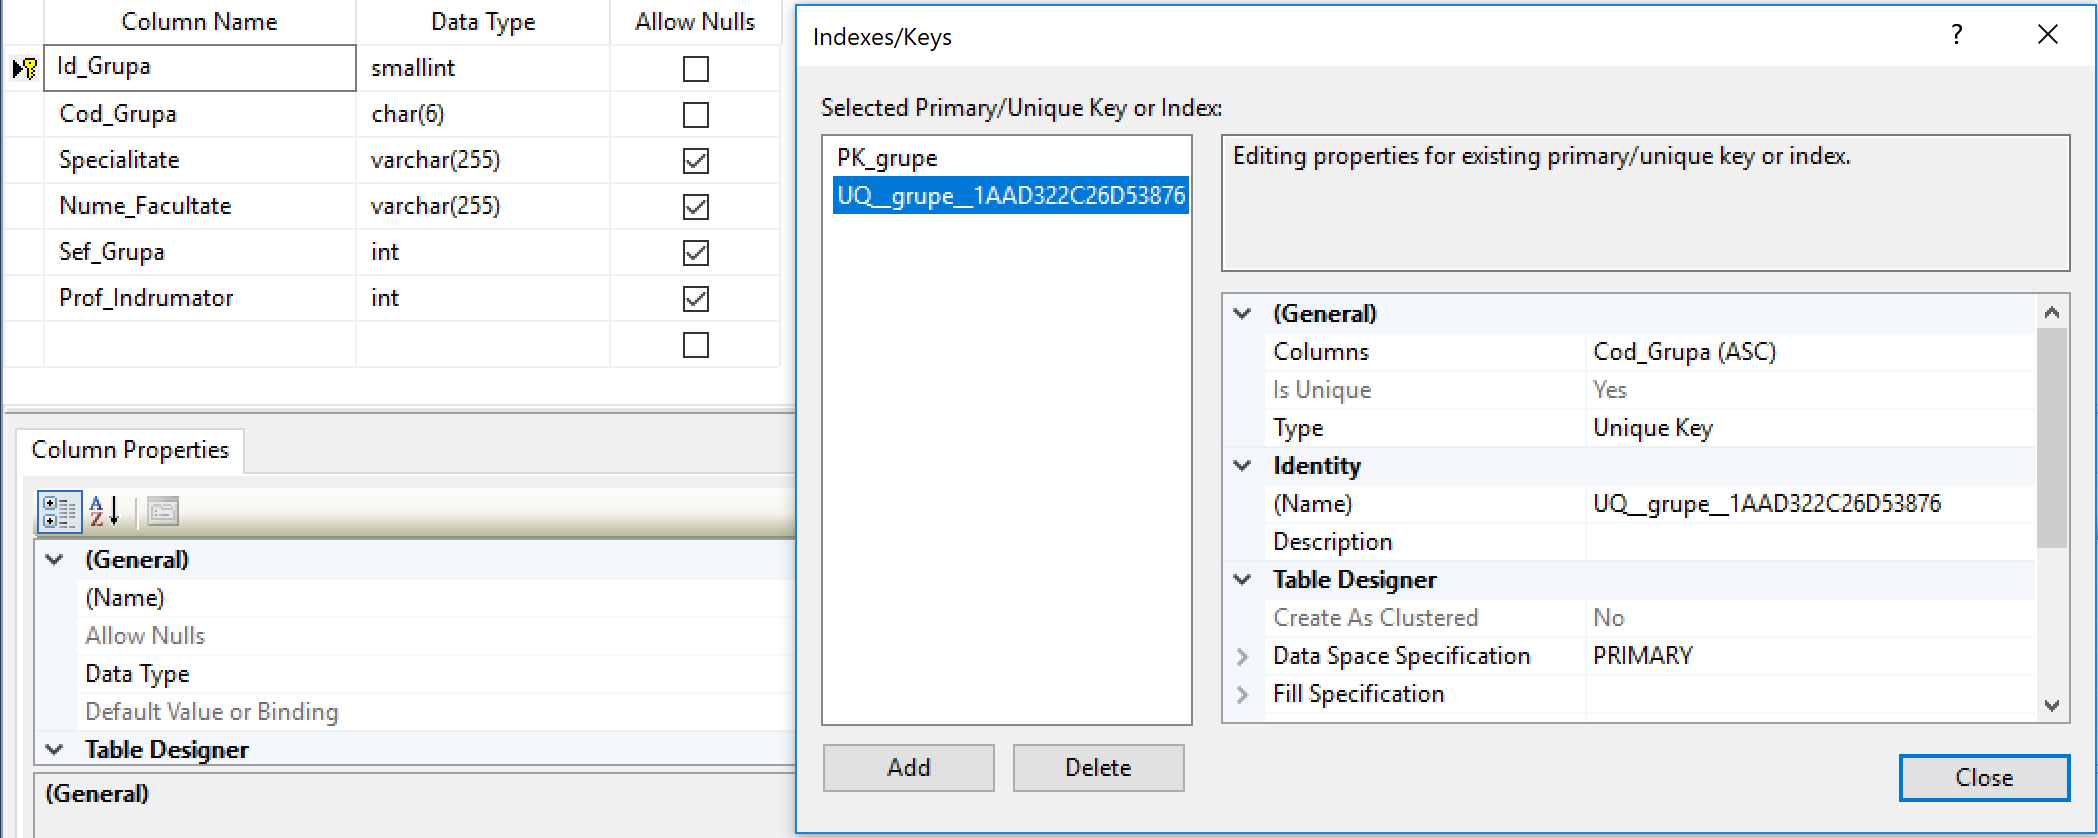 Column Name Data Type Allow Nulls
Id_Grupa smallint
Cod_Grupa char(6)
Specialitate varchar(255)
Nume_Facultate varchar(255)
Sef_Grupa int
Prof_Indrumator int
Column Properties
A
Z
(General)
(Name)
Allow Nulls
Data Type
Default Value or Binding
Table Designer
(General)
Indexes/Keys ?
Selected Primary/Unique Key or Index:
PK_grupe
UQ__grupe__1AAD322C26D53876
Editing properties for existing primary/unique key or index.
(General)
Columns Cod_Grupa (ASC)
Is Unique Yes
Type Unique Key
Identity
(Name) UQ__grupe__1AAD322C26D53876
Description
Table Designer
Create As Clustered No
Data Space Specification PRIMARY
Fill Specification
Add Delete
Close